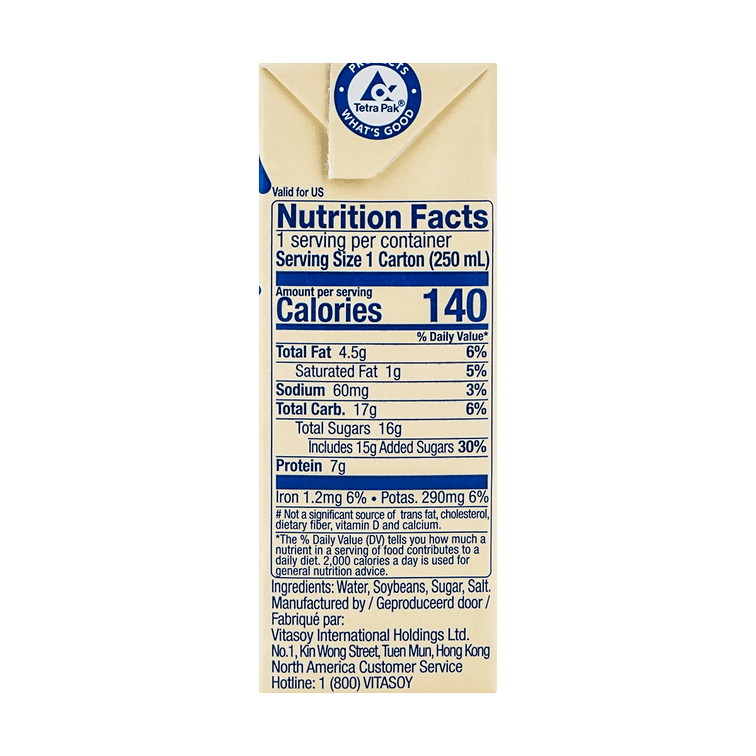 PRODUCTS
Tetra Pak®
WHAT'S GOOD
Valid for US
Nutrition Facts
1 serving per container
Serving Size 1 Carton (250 mL)
Amount per serving
Calories 140
% Daily Value*
Total Fat 4.5g 6%
Saturated Fat 1g 5%
Sodium 60mg 3%
Total Carb. 17g 6%
Total Sugars 16g
Includes 15g Added Sugars 30%
Protein 7g
Iron 1.2mg 6% • Potas. 290mg 6%
# Not a significant source of trans fat, cholesterol,
dietary fiber, vitamin D and calcium.
*The % Daily Value (DV) tells you how much a
nutrient in a serving of food contributes to a
daily diet. 2,000 calories a day is used for
general nutrition advice.
Ingredients: Water, Soybeans, Sugar, Salt.
Manufactured by / Geproduceerd door /
Fabriqué par:
Vitasoy International Holdings Ltd.
No.1, Kin Wong Street, Tuen Mun, Hong Kong
North America Customer Service
Hotline: 1 (800) VITASOY